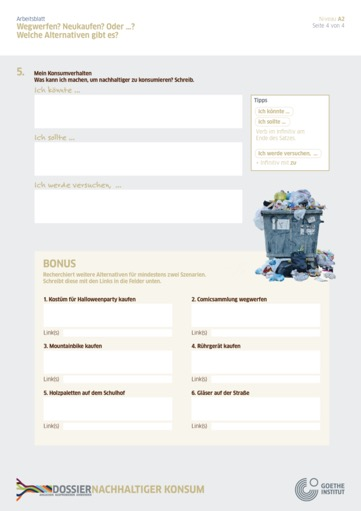 Arbeitsblatt
Wegwerfen? Neukaufen? Oder …?
Welche Alternativen gibt es?
Niveau A2
Seite 4 von 4
5.
Mein Konsumverhalten
Was kann ich machen, um nachhaltiger zu konsumieren? Schreib.
Ich könnte …
Ich sollte …
Ich werde versuchen, …
Tipps
Ich könnte …
Ich sollte …
Verb im Infinitiv am
Ende des Satzes
Ich werde versuchen, …
+ Infinitiv mit zu
BONUS
Recherchiert weitere Alternativen für mindestens zwei Szenarien.
Schreibt diese mit den Links in die Felder unten.
1. Kostüm für Halloweenparty kaufen
2. Comicsammlung wegwerfen
Link(s)
Link(s)
3. Mountainbike kaufen
4. Rührgerät kaufen
Link(s)
Link(s)
5. Holzpaletten auf dem Schulhof
6. Gläser auf der Straße
Link(s)
Link(s)
DOSSIER NACHHALTIGER KONSUM
GOETHE
INSTITUT